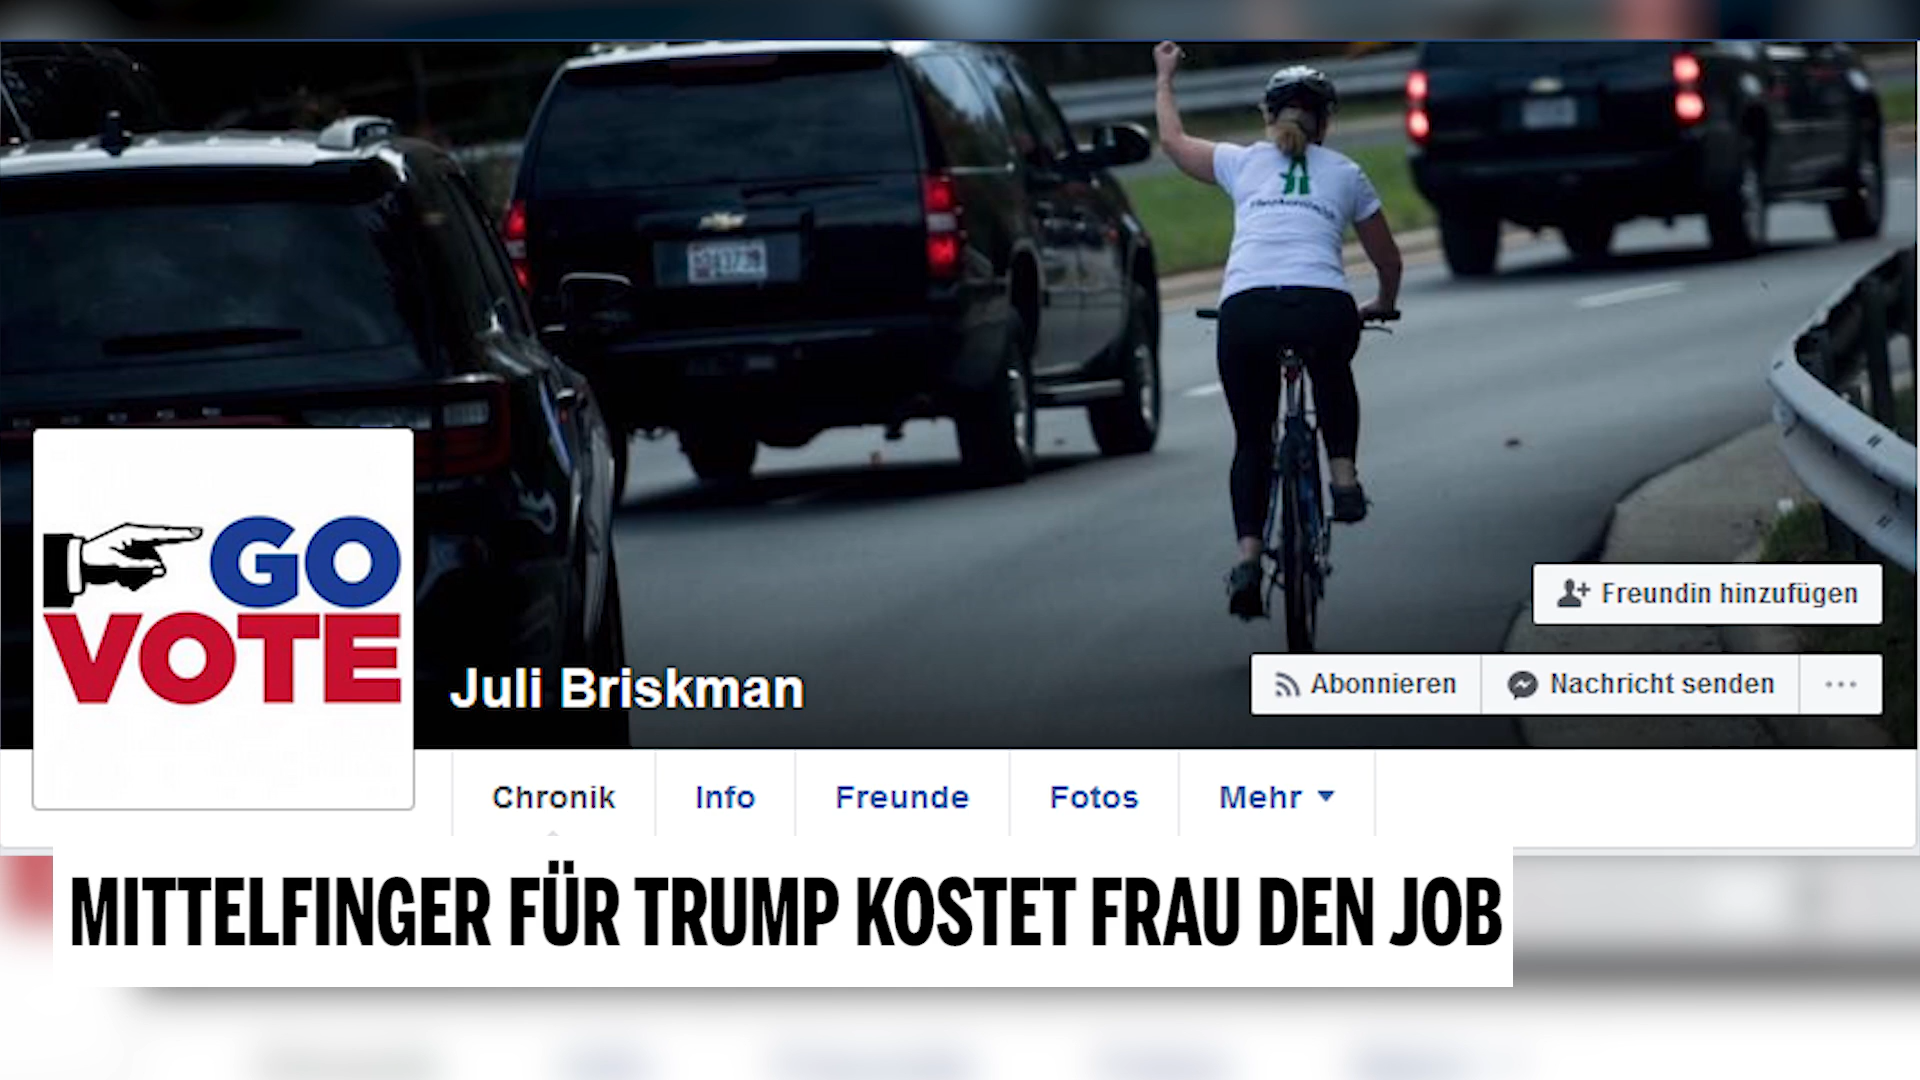 GO
VOTE
Juli Briskman
Freundin hinzufügen
Abonnieren
Nachricht senden
Chronik
Info
Freunde
Fotos
Mehr
MITTELFINGER FÜR TRUMP KOSTET FRAU DEN JOB